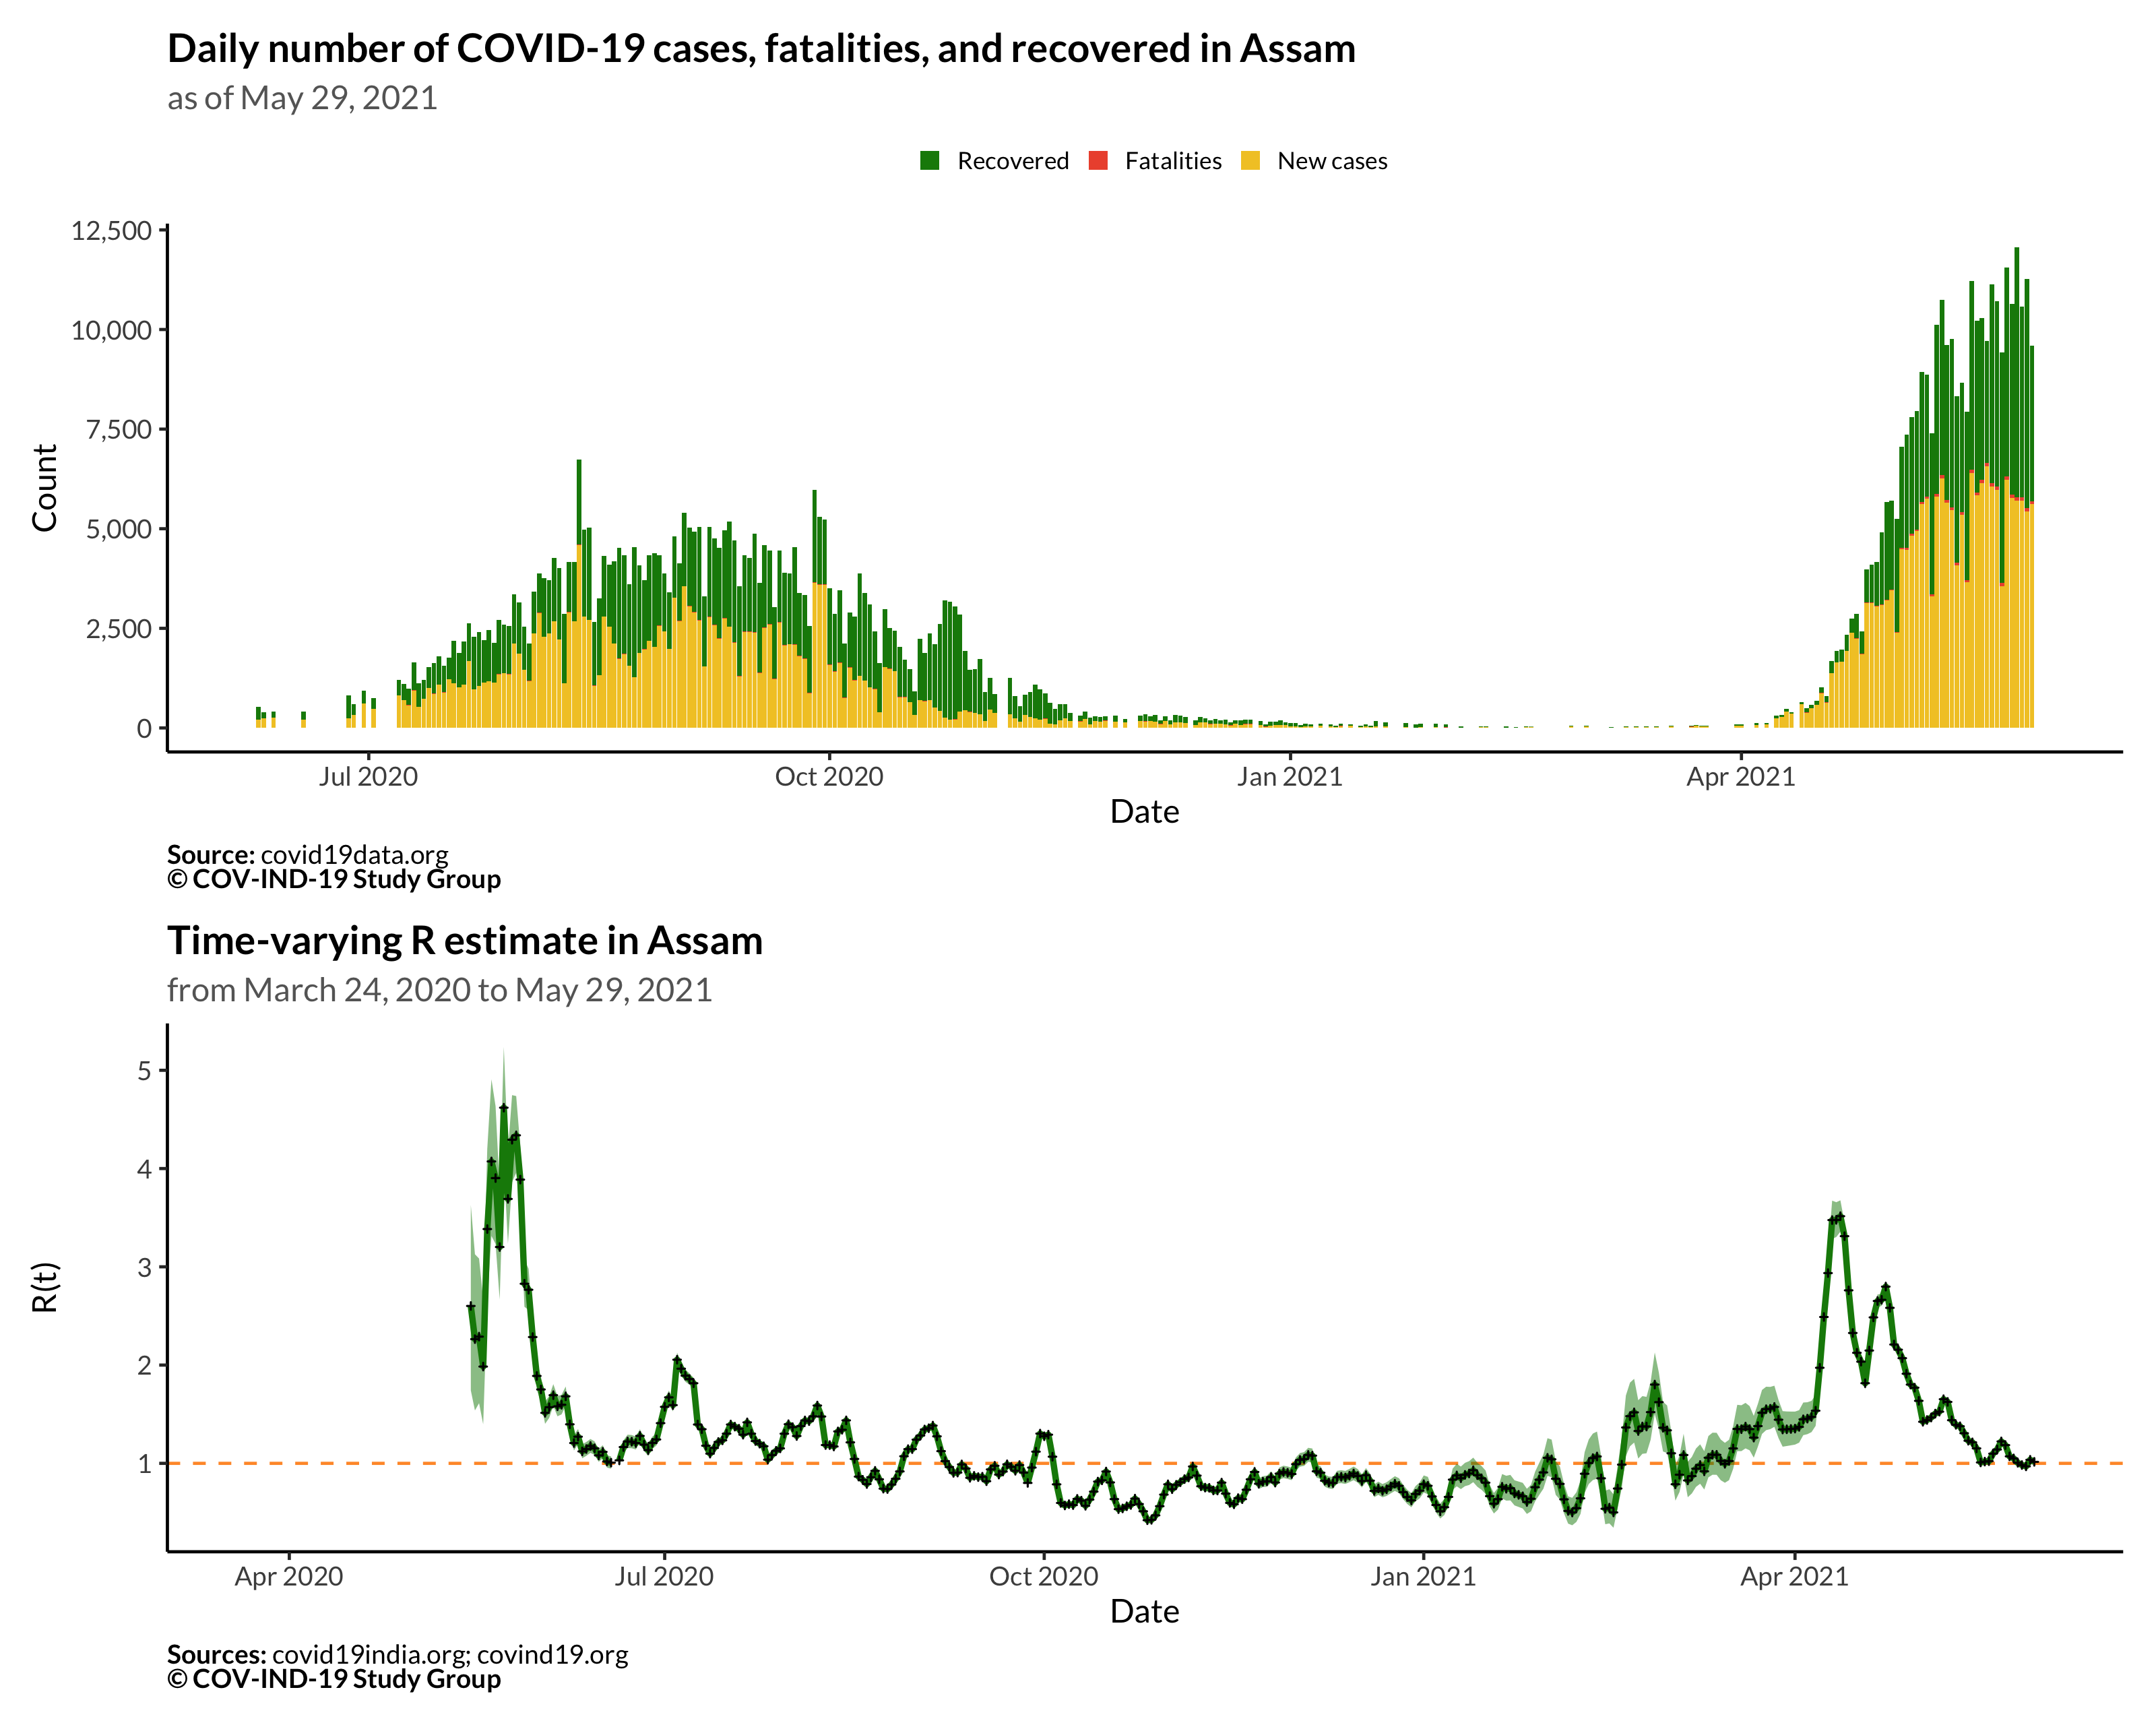 Daily number of COVID-19 cases, fatalities, and recovered in Assam
as of May 29, 2021
Recovered Fatalities New cases
12,500
10,000
7,500
5,000
2,500
0
Count
Jul 2020 Oct 2020 Jan 2021 Apr 2021
Date
Source: covid19data.org
© COV-IND-19 Study Group
Time-varying R estimate in Assam
from March 24, 2020 to May 29, 2021
5
4
3
2
1
R(t)
Apr 2020 Jul 2020 Oct 2020 Jan 2021 Apr 2021
Date
Sources: covid19india.org; covind19.org
© COV-IND-19 Study Group